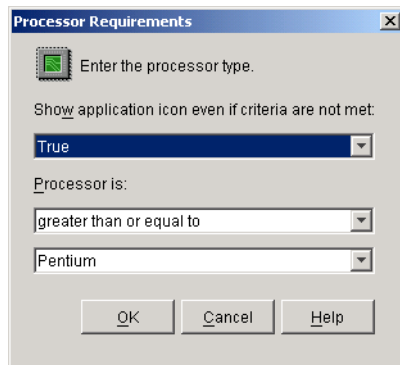 Processor Requirements
Enter the processor type.
Show application icon even if criteria are not met:
True
Processor is:
greater than or equal to
Pentium
OK Cancel Help